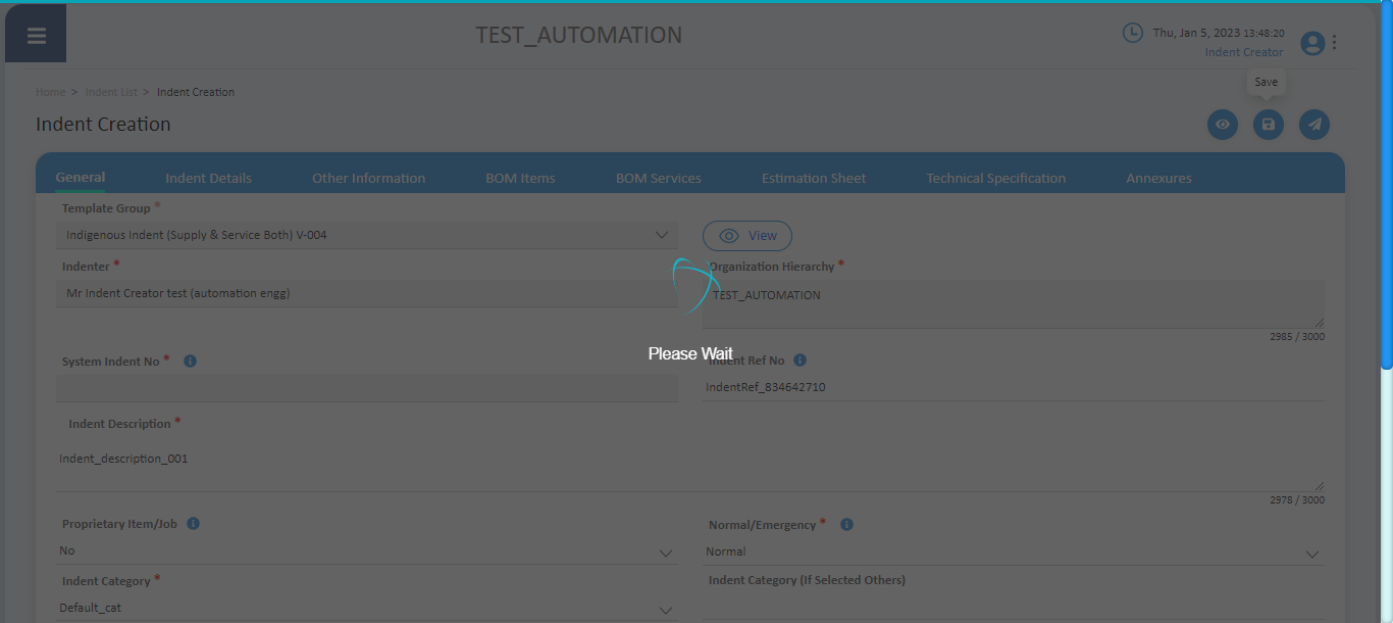 TEST_AUTOMATION
Thu, Jan 5, 2023 13:48:20
Indent Creator
Home > Indent List > Indent Creation
Save
Indent Creation
General Indent Details Other Information BOM Items BOM Services Estimation Sheet Technical Specification Annexures
Template Group *
Indigenous Indent (Supply & Service Both) V-004
View
Indenter *
Organization Hierarchy *
Mr Indent Creator test (automation engg)
TEST_AUTOMATION
2985 / 3000
Please Wait
System Indent No *
Indent Ref No
IndentRef_834642710
Indent Description *
Indent_description_001
2978 / 3000
Proprietary Item/Job
Normal/Emergency *
No
Normal
Indent Category *
Indent Category (If Selected Others)
Default_cat